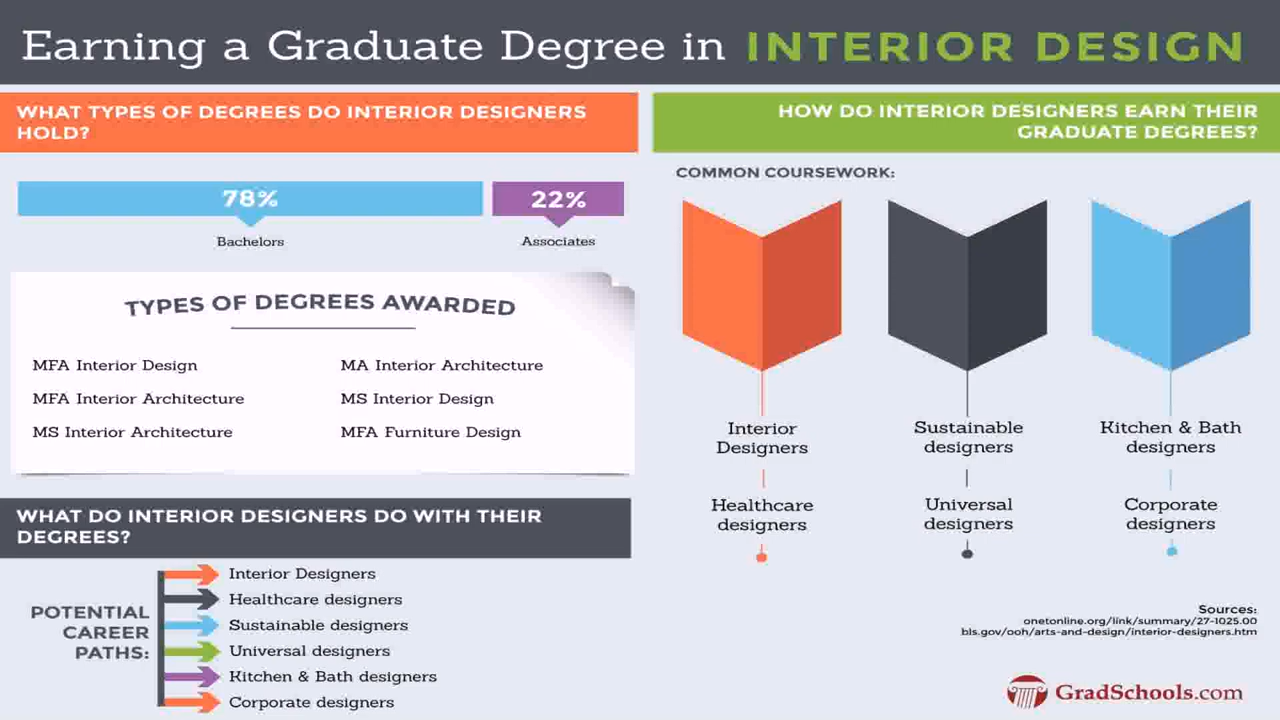 Earning a Graduate Degree in INTERIOR DESIGN
WHAT TYPES OF DEGREES DO INTERIOR DESIGNERS
HOLD?
78%
22%
Bachelors
Associates
TYPES OF DEGREES AWARDED
MFA Interior Design
MA Interior Architecture
MFA Interior Architecture
MS Interior Design
MS Interior Architecture
MFA Furniture Design
WHAT DO INTERIOR DESIGNERS DO WITH THEIR
DEGREES?
POTENTIAL
CAREER
PATHS:
Interior Designers
Healthcare designers
Sustainable designers
Universal designers
Kitchen & Bath designers
Corporate designers
HOW DO INTERIOR DESIGNERS EARN THEIR
GRADUATE DEGREES?
COMMON COURSEWORK:
Interior
Designers
Healthcare
designers
Sustainable
designers
Universal
designers
Kitchen & Bath
designers
Corporate
designers
Sources:
onetonline.org/link/summary/27-1025.00
bls.gov/ooh/arts-and-design/interior-designers.htm
GradSchools.com